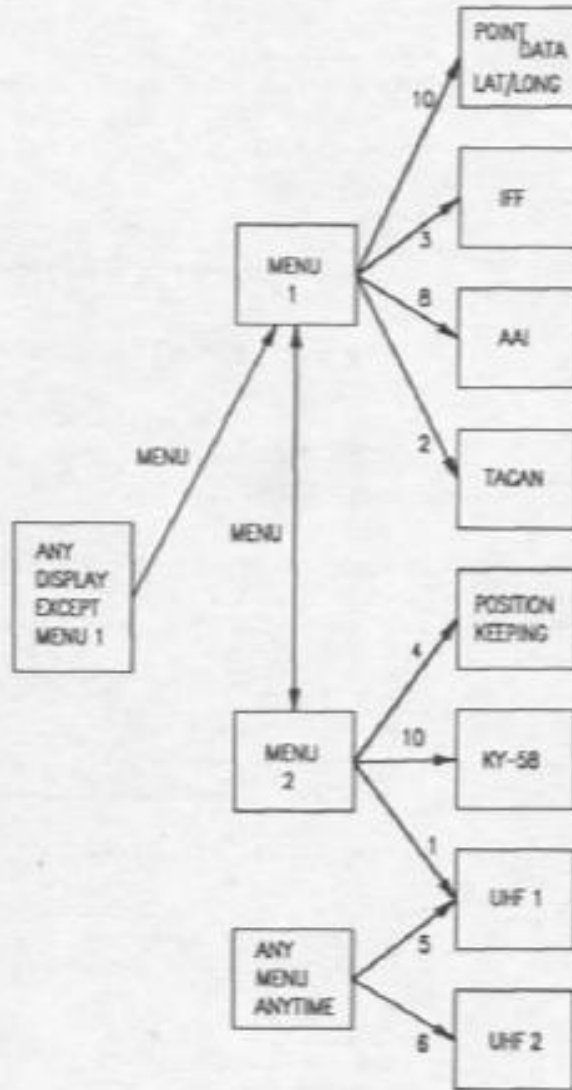 POINT
DATA
LAT/LONG
10
IFF
3
MENU
1
8
AAI
MENU
2
TACAN
MENU
ANY
DISPLAY
EXCEPT
MENU 1
POSITION
KEEPING
4
MENU
2
10
KY-58
1
UHF 1
5
ANY
MENU
ANYTIME
6
UHF 2